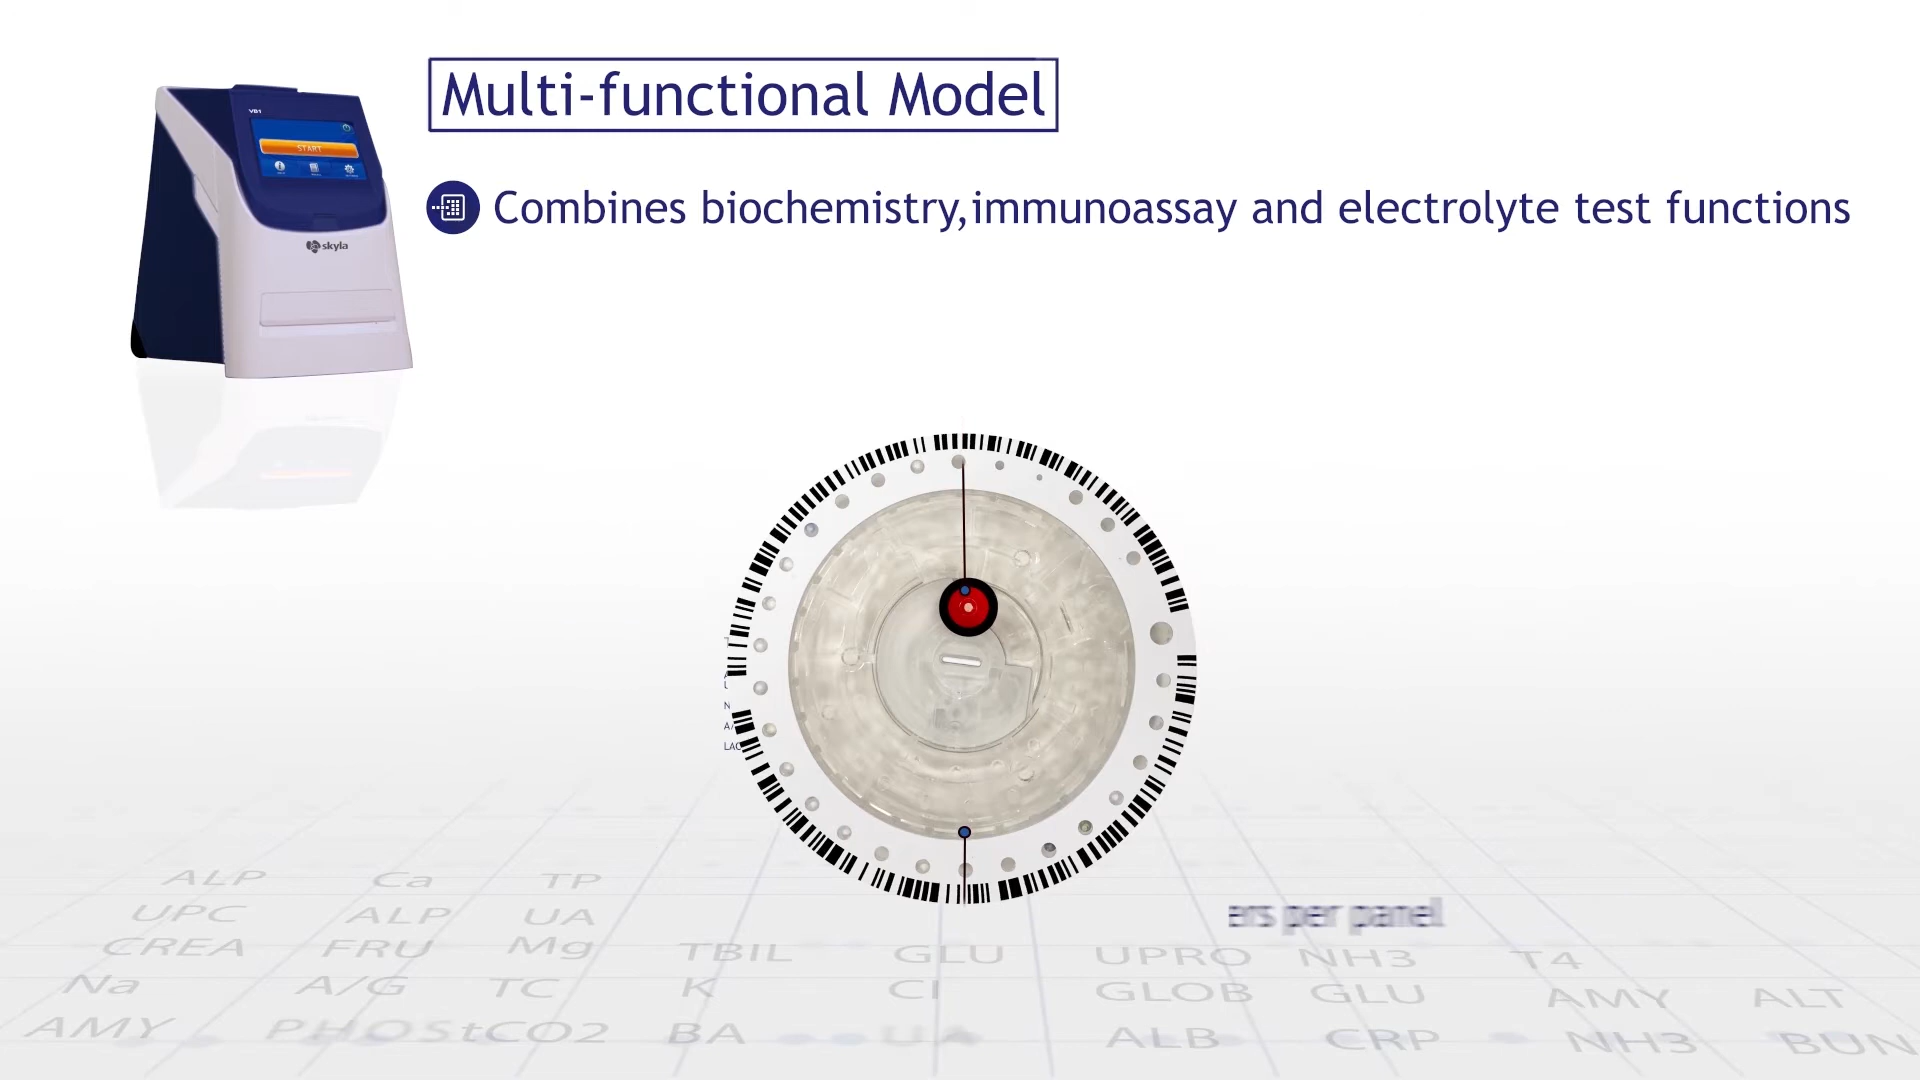 Multi-functional Model
VB1
START
skyla
Combines biochemistry,immunoassay and electrolyte test functions
N
LAC
ers per panel
ALP Ca TP
UPC ALP UA
CREA FRU Mg TBIL GLU UPRO NH3 T4
Na A/G TC K Cl GLOB GLU AMY ALT
AMY PHOS tCO2 BA UA ALB CRP NH3 BUN